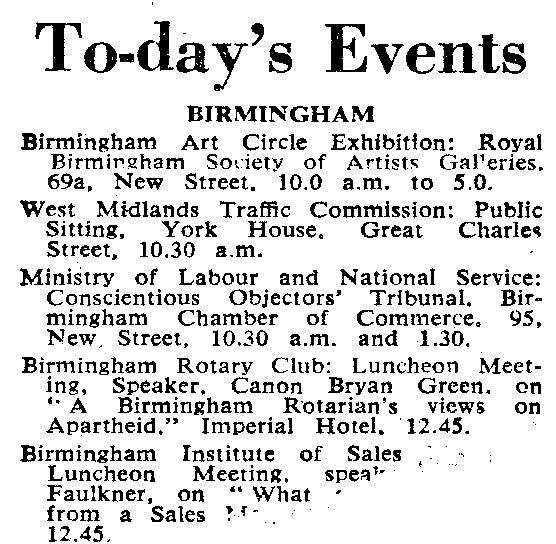 To-day's Events
BIRMINGHAM
Birmingham Art Circle Exhibition: Royal
Birmingham Society of Artists Galleries,
69a, New Street, 10.0 a.m. to 5.0.
West Midlands Traffic Commission: Public
Sitting, York House, Great Charles
Street, 10.30 a.m.
Ministry of Labour and National Service:
Conscientious Objectors' Tribunal, Bir-
mingham Chamber of Commerce, 95,
New Street, 10.30 a.m. and 1.30.
Birmingham Rotary Club: Luncheon Meet-
ing, Speaker, Canon Bryan Green, on
"A Birmingham Rotarian's views on
Apartheid," Imperial Hotel, 12.45.
Birmingham Institute of Sales
Luncheon Meeting,
Faulkner, on "What
from a Sales
12.45.